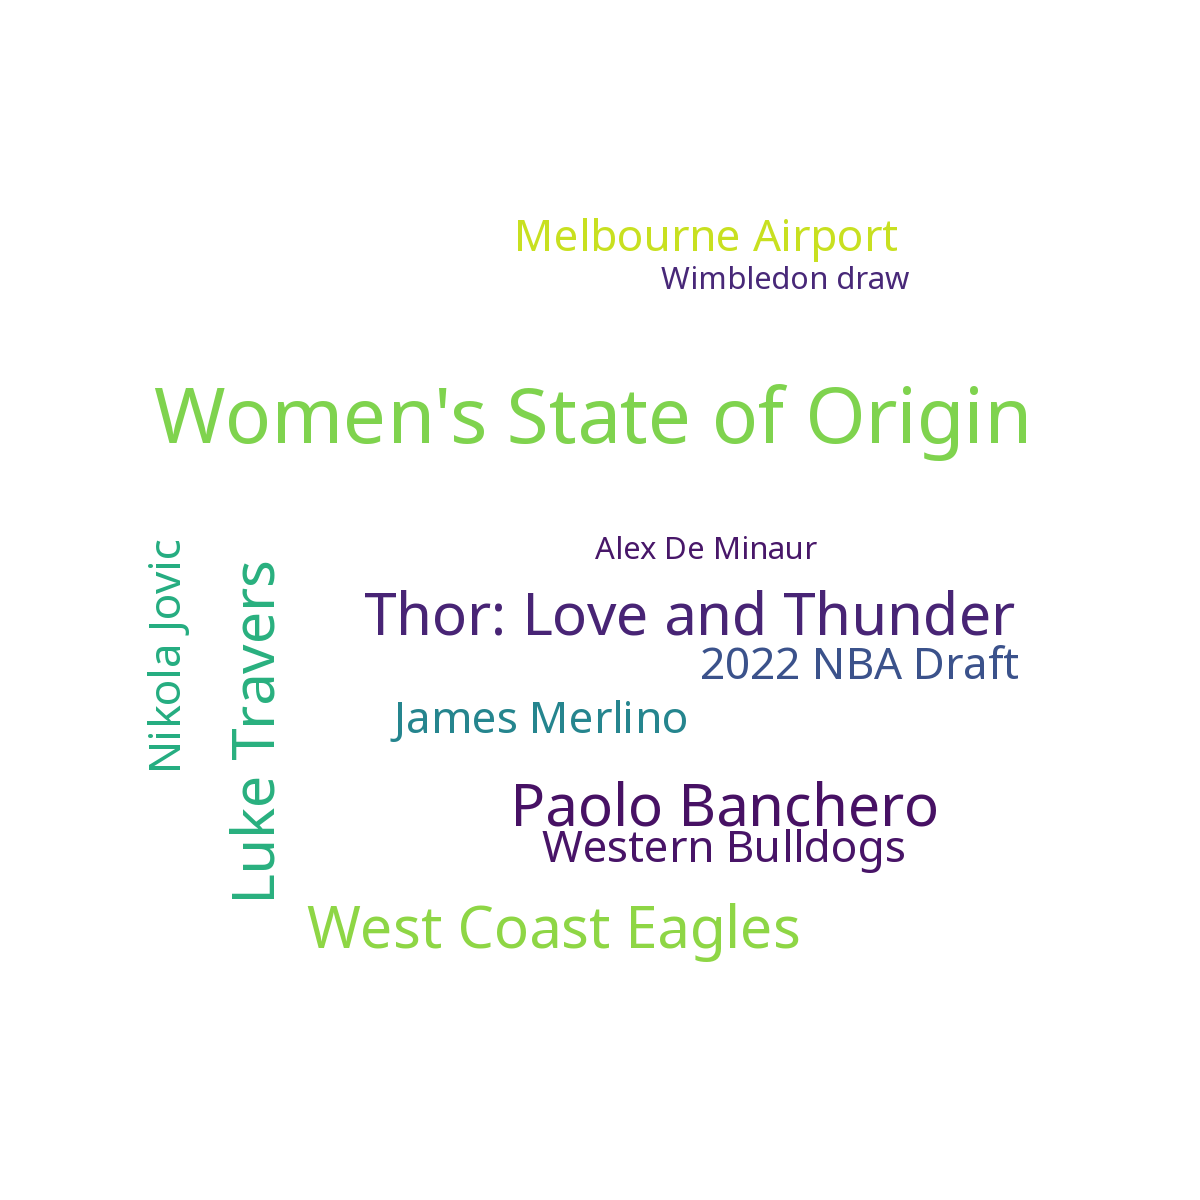 Melbourne Airport
Wimbledon draw
Women's State of Origin
Nikola Jovic
Luke Travers
Alex De Minaur
Thor: Love and Thunder
2022 NBA Draft
James Merlino
Paolo Banchero
Western Bulldogs
West Coast Eagles